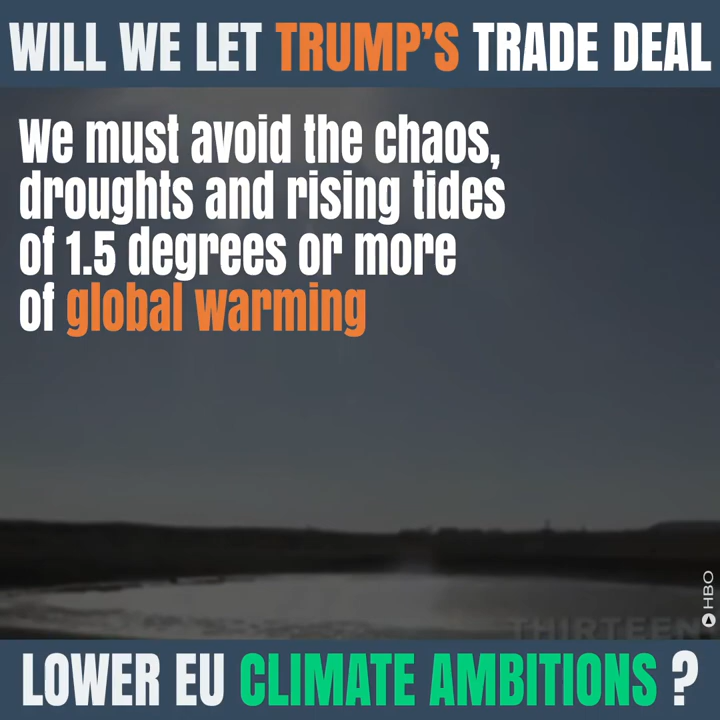 WILL WE LET TRUMP'S TRADE DEAL
We must avoid the chaos,
droughts and rising tides
of 1.5 degrees or more
of global warming
HBO
THIRTEEN
LOWER EU CLIMATE AMBITIONS ?